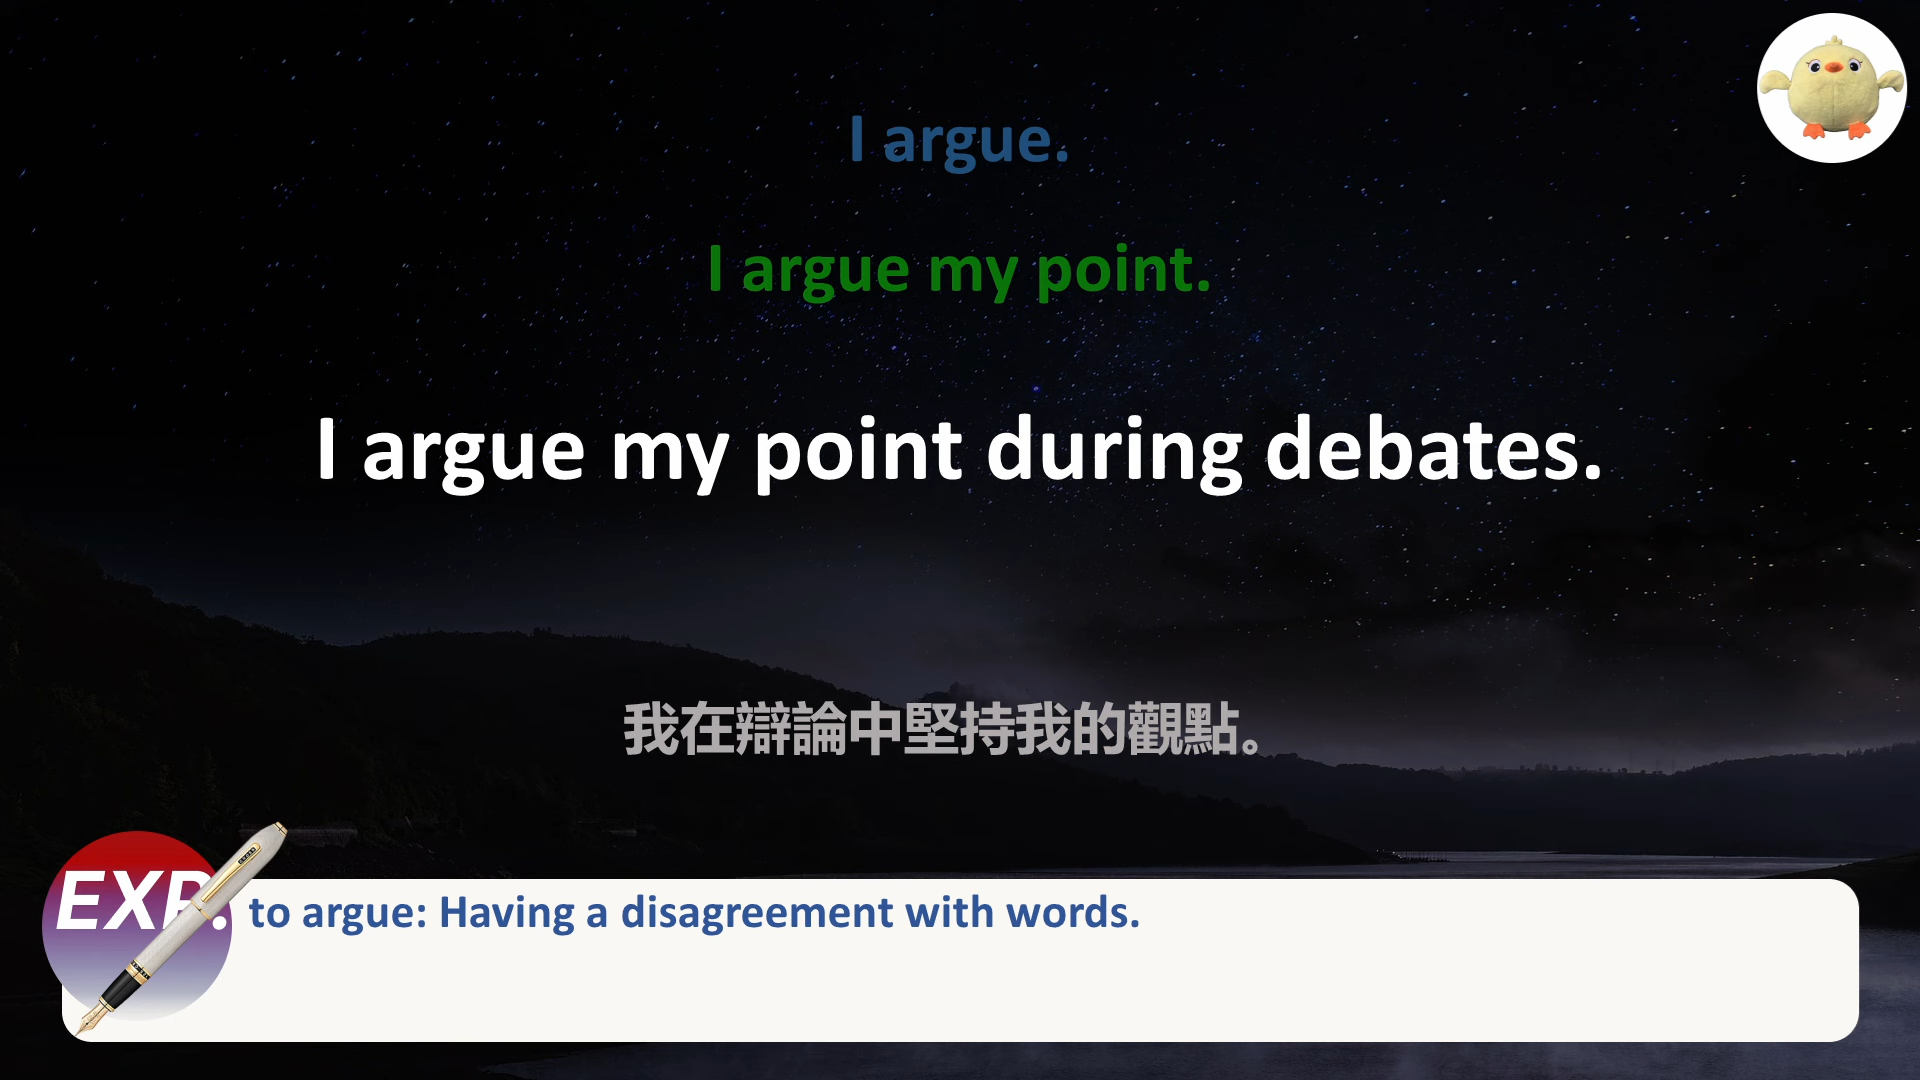 I argue.
I argue my point.
I argue my point during debates.
我在辯論中堅持我的觀點。
EXP.
to argue: Having a disagreement with words.